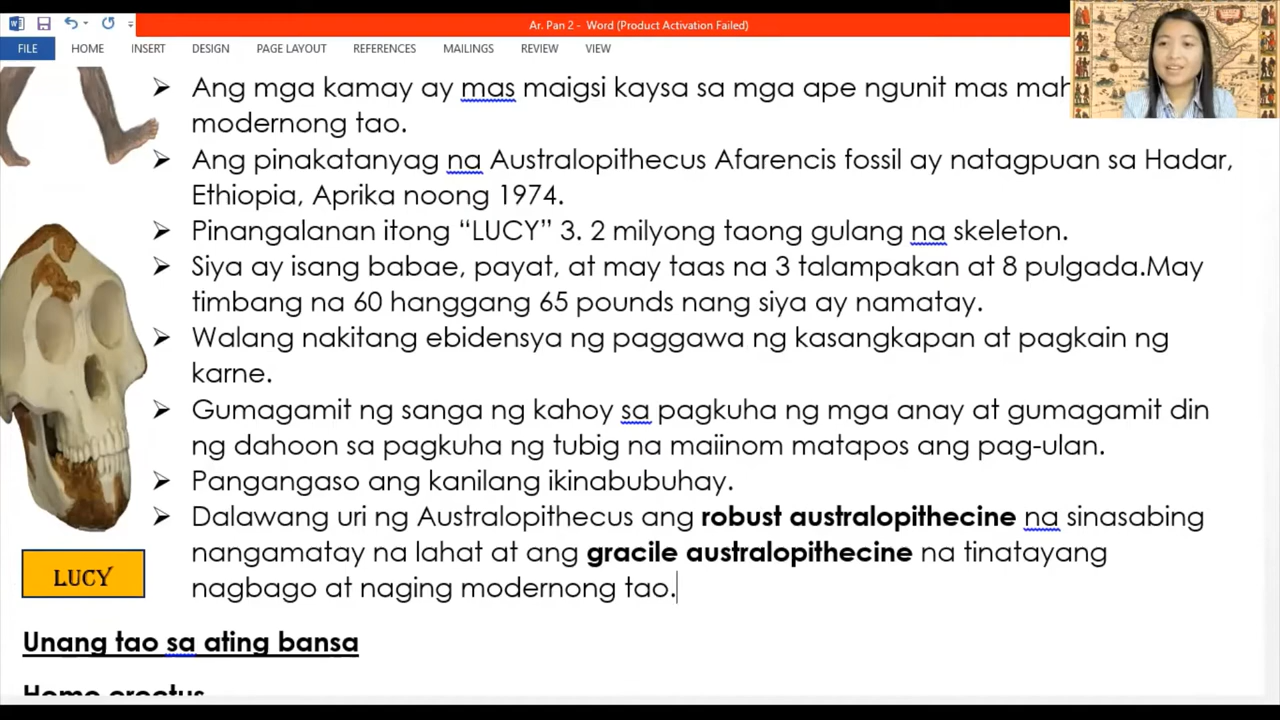 Ar. Pan 2 - Word (Product Activation Failed)
FILE HOME INSERT DESIGN PAGE LAYOUT REFERENCES MAILINGS REVIEW VIEW
➢ Ang mga kamay ay mas maigsi kaysa sa mga ape ngunit mas
modernong tao.
➢ Ang pinakatanyag na Australopithecus Afarencis fossil ay natagpuan sa Hadar,
Ethiopia, Aprika noong 1974.
➢ Pinangalanan itong “LUCY” 3. 2 milyong taong gulang na skeleton.
➢ Siya ay isang babae, payat, at may taas na 3 talampakan at 8 pulgada.May
timbang na 60 hanggang 65 pounds nang siya ay namatay.
➢ Walang nakitang ebidensya ng paggawa ng kasangkapan at pagkain ng
karne.
➢ Gumagamit ng sanga ng kahoy sa pagkuha ng mga anay at gumagamit din
ng dahoon sa pagkuha ng tubig na maiinom matapos ang pag-ulan.
➢ Pangangaso ang kanilang ikinabubuhay.
➢ Dalawang uri ng Australopithecus ang robust australopithecine na sinasabing
nangamatay na lahat at ang gracile australopithecine na tinatayang
nagbago at naging modernong tao.
LUCY
Unang tao sa ating bansa
Homo erectus